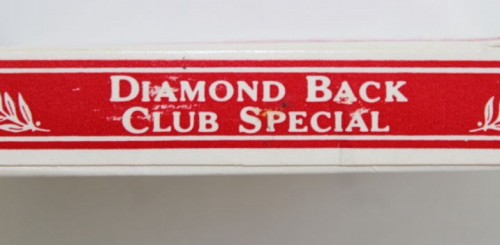 DIAMOND BACK
CLUB SPECIAL